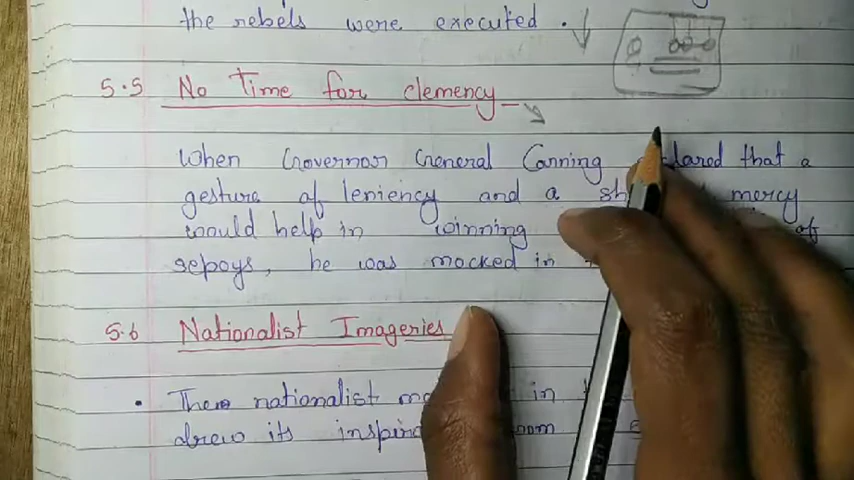 the rebels were executed.
5.5 No Time for clemency
When Governor General Canning declared that a
gesture of leniency and a mercy
would help in winning of
sepoys, he was mocked in
5.6 Nationalist Imageries
• The nationalist in
drew its